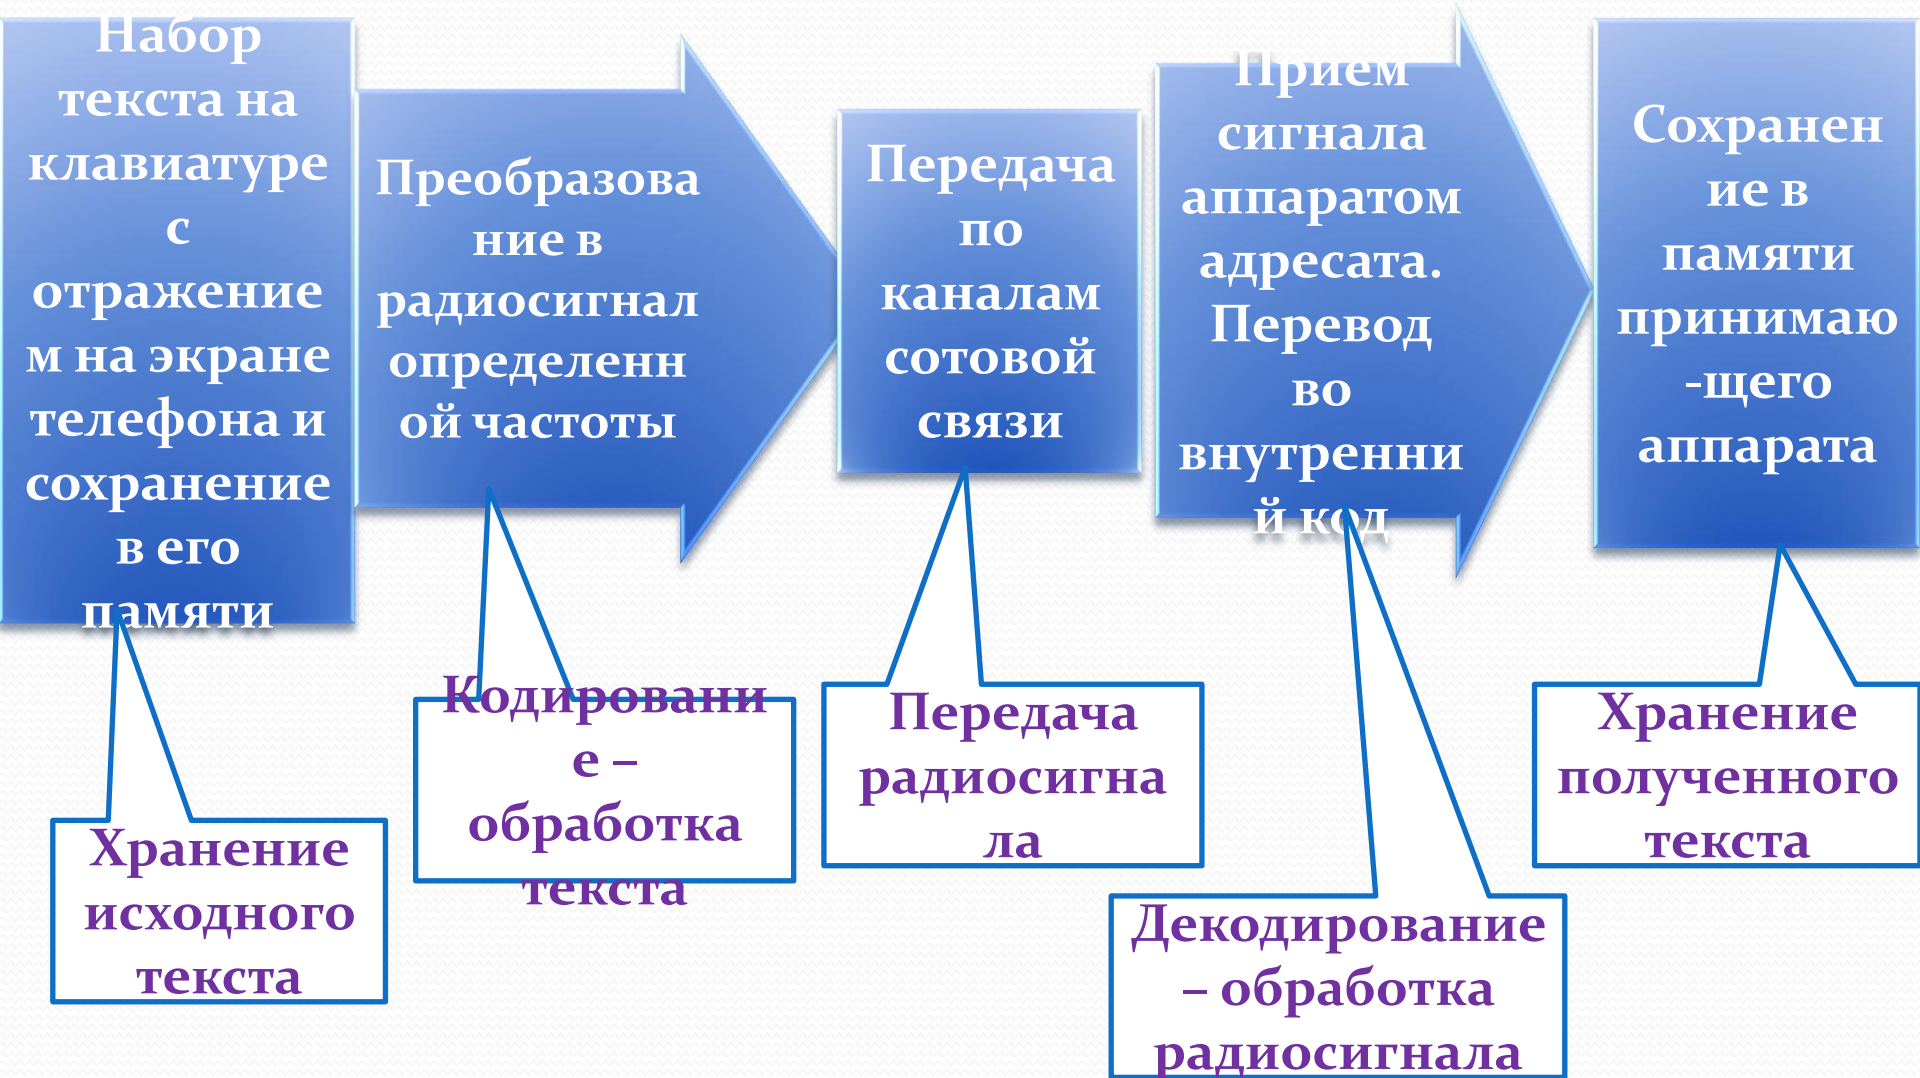 Набор
текста на
клавиатуре
с
отражение
м на экране
телефона и
сохранение
в его
памяти
Преобразова
ние в
радиосигнал
определенн
ой частоты
Передача
по
каналам
сотовой
связи
Прием
сигнала
аппаратом
адресата.
Перевод
во
внутренни
й код
Сохранен
ие в
памяти
принимаю
-щего
аппарата
Хранение
исходного
текста
Кодировани
е –
обработка
текста
Передача
радиосигна
ла
Декодирование
– обработка
радиосигнала
Хранение
полученного
текста